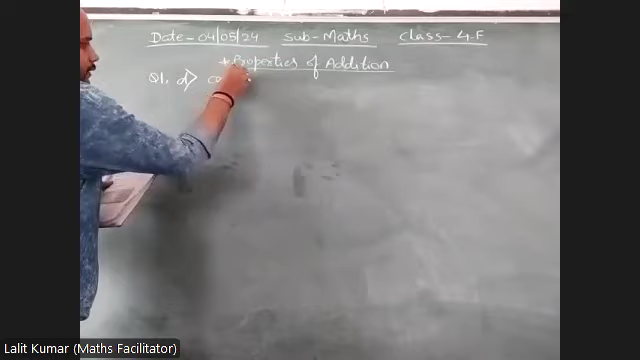 Date - 04/05/24 Sub - Maths Class - 4.F
* Properties of Addition
Q1. d)
Lalit Kumar (Maths Facilitator)